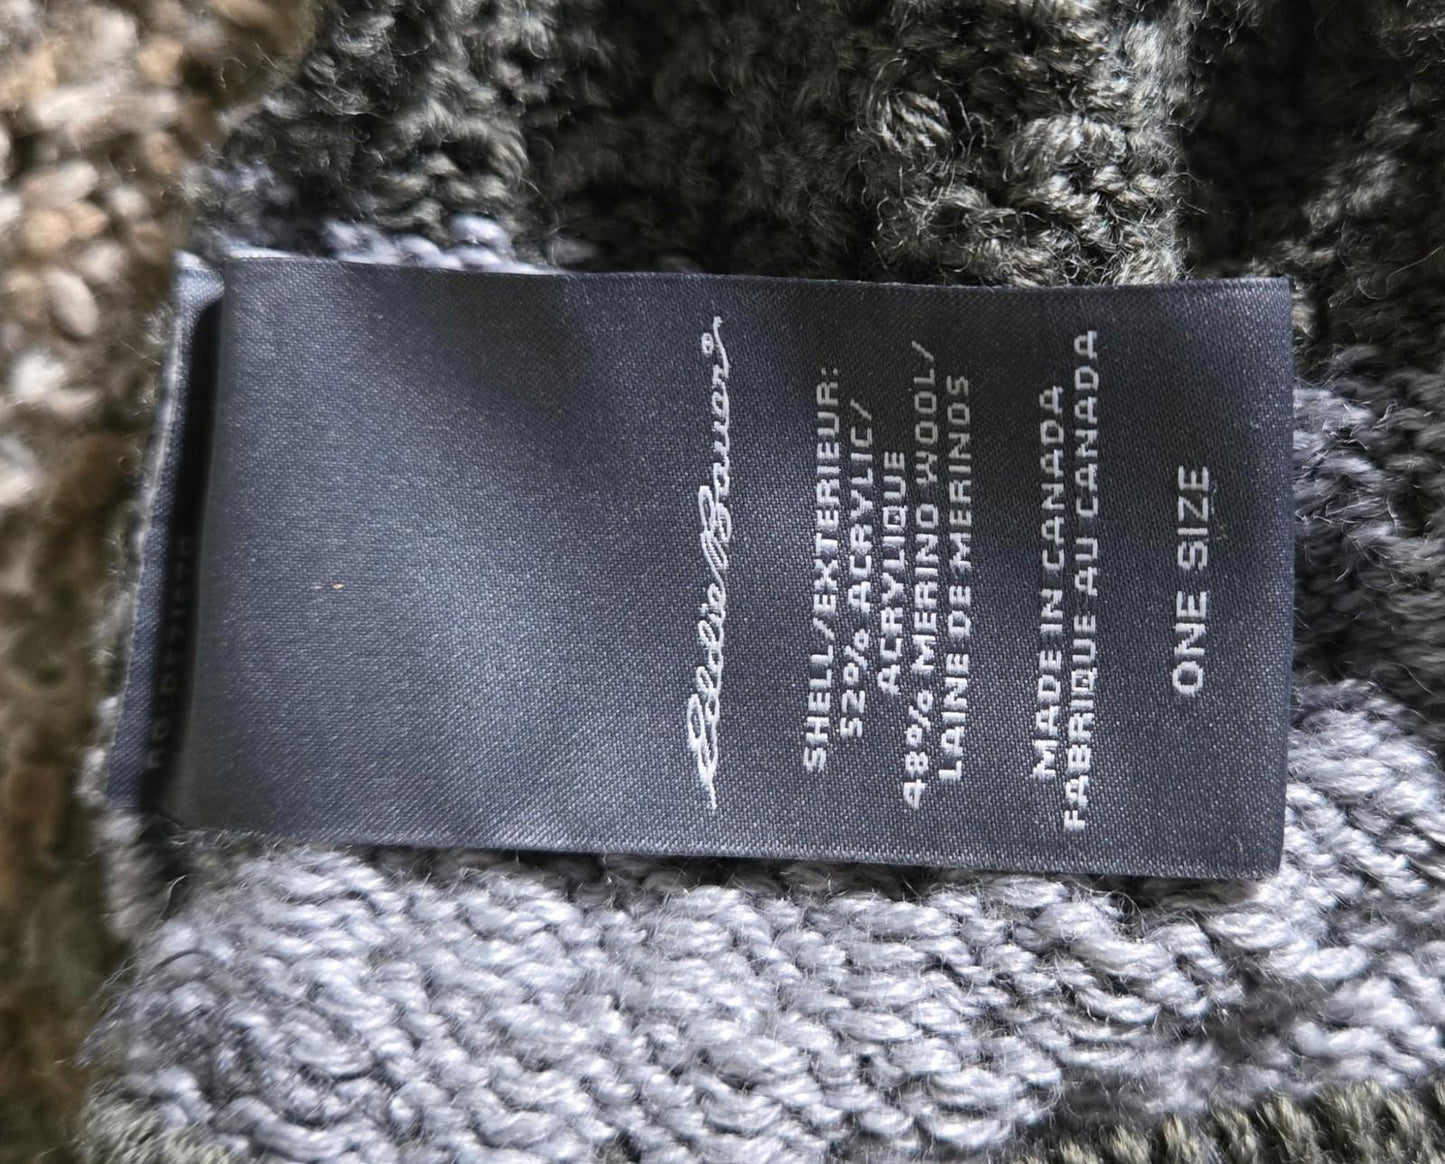 Eddie Bauer®
SHELL/EXTERIEUR:
52% ACRYLIC/
ACRYLIQUE
48% MERINO WOOL/
LAINE DE MERINOS
MADE IN CANADA
FABRIQUE AU CANADA
ONE SIZE